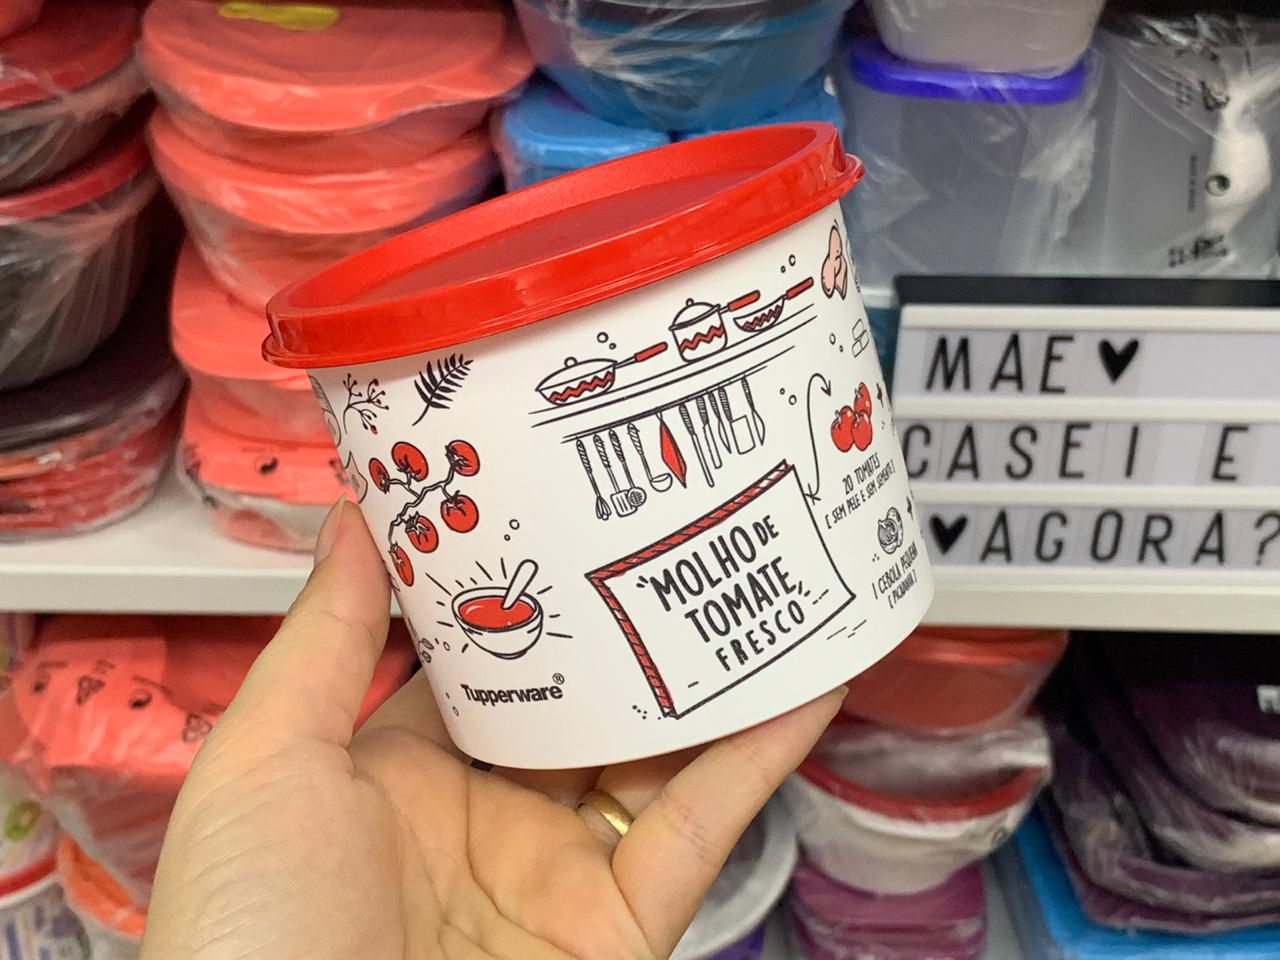 "MOLHO DE
TOMATE"
FRESCO
Tupperware®
20 TOMATES
[ SEM PELE E SEM SEMENTE ]
1 CEBOLA PEQUENA
[ PICADINHA ]
MAE ♥
CASEI E
♥ AGORA?